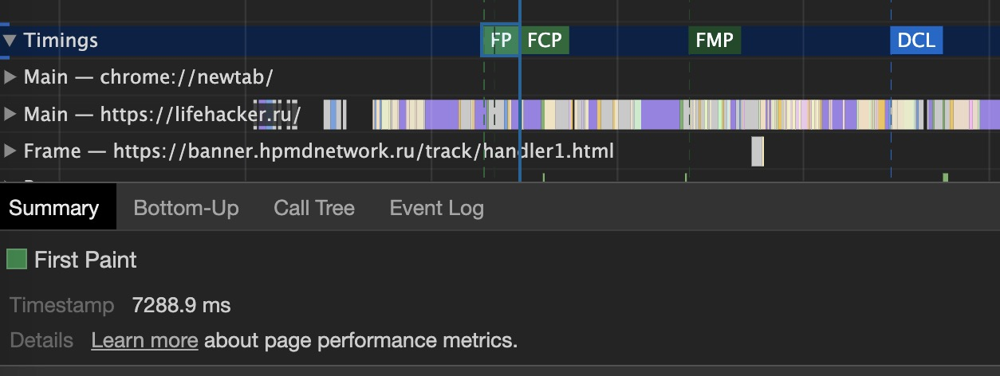 Timings FP FCP FMP DCL
Main — chrome://newtab/
Main — https://lifehacker.ru/
Frame — https://banner.hpmdnetwork.ru/track/handler1.html
Summary Bottom-Up Call Tree Event Log
First Paint
Timestamp 7288.9 ms
Details Learn more about page performance metrics.